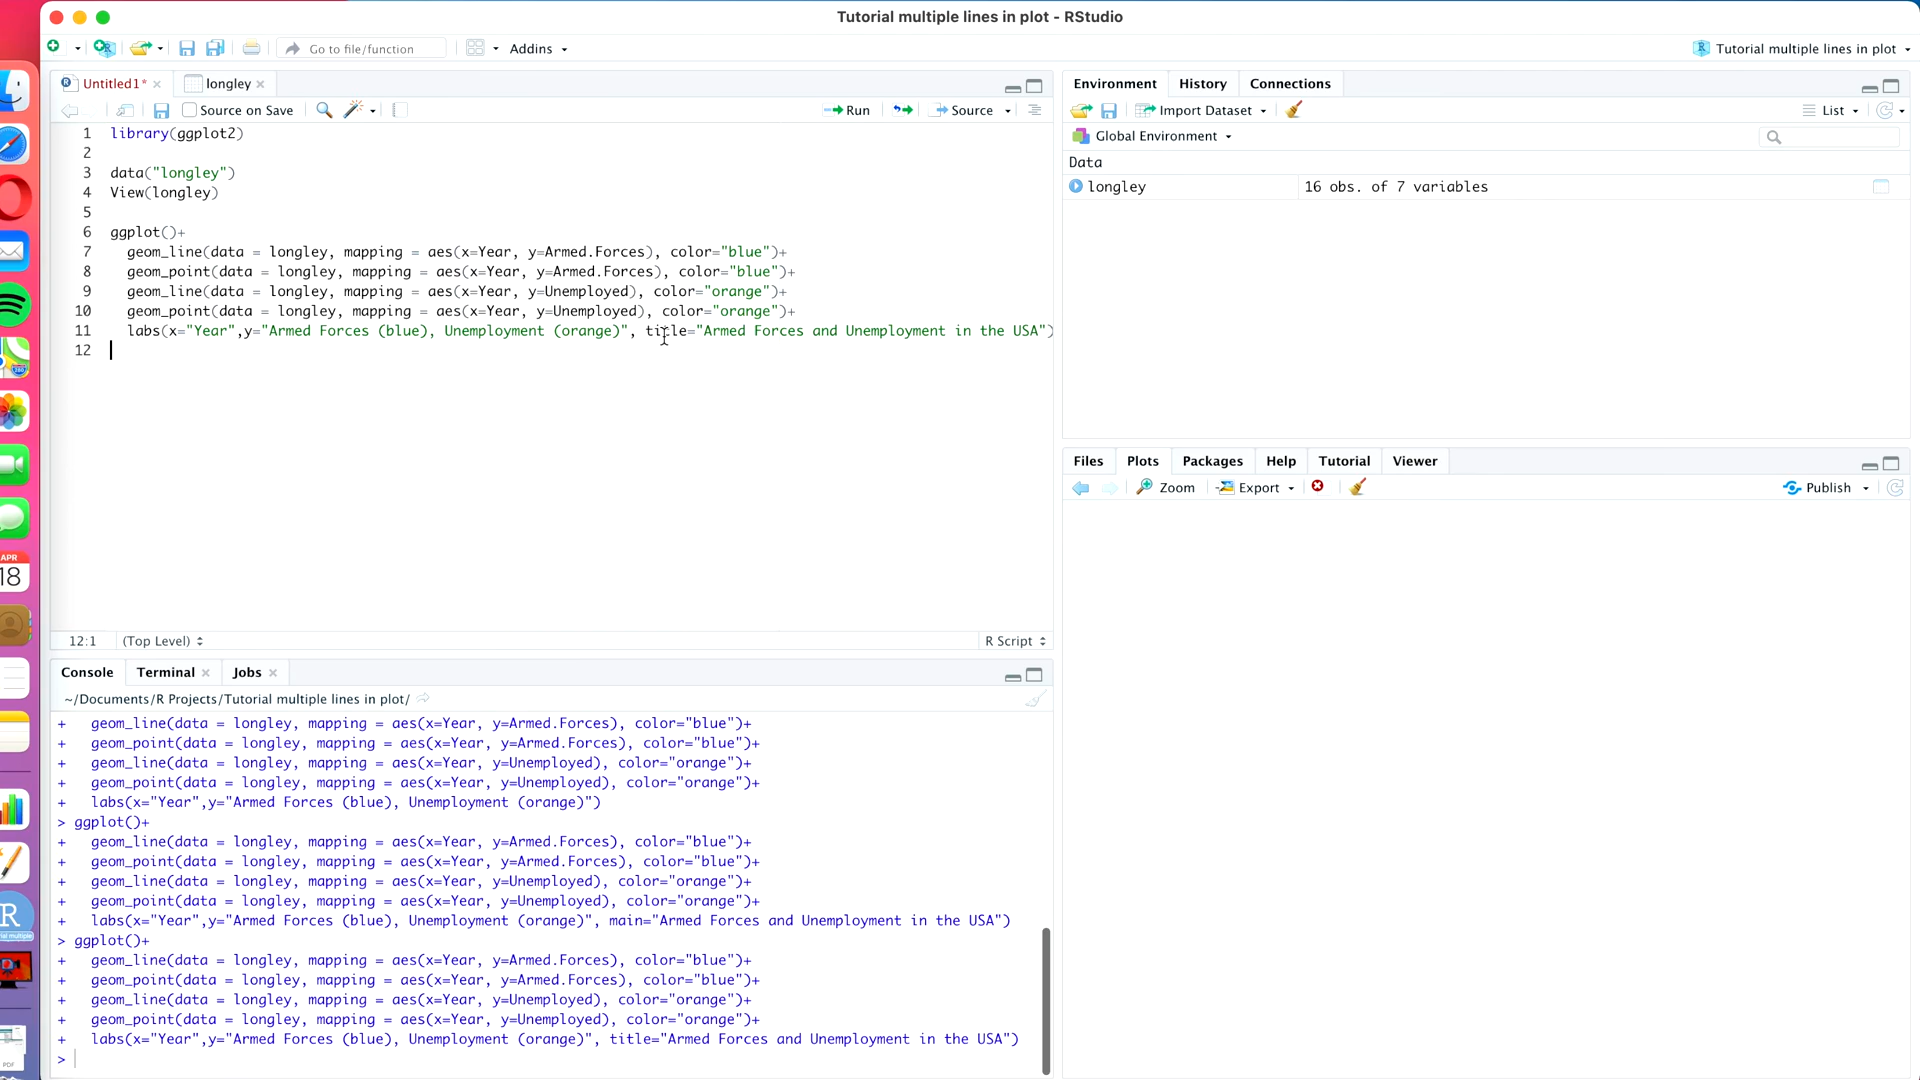 Tutorial multiple lines in plot - RStudio
Go to file/function
Addins
Tutorial multiple lines in plot
Untitled1*
longley
Source on Save
Run
Source
1 library(ggplot2)
2
3 data("longley")
4 View(longley)
5
6 ggplot()+
7 geom_line(data = longley, mapping = aes(x=Year, y=Armed.Forces), color="blue")+
8 geom_point(data = longley, mapping = aes(x=Year, y=Armed.Forces), color="blue")+
9 geom_line(data = longley, mapping = aes(x=Year, y=Unemployed), color="orange")+
10 geom_point(data = longley, mapping = aes(x=Year, y=Unemployed), color="orange")+
11 labs(x="Year",y="Armed Forces (blue), Unemployment (orange)", title="Armed Forces and Unemployment in the USA")
12
12:1 (Top Level) R Script
Console Terminal Jobs
~/Documents/R Projects/Tutorial multiple lines in plot/
+ geom_line(data = longley, mapping = aes(x=Year, y=Armed.Forces), color="blue")+
+ geom_point(data = longley, mapping = aes(x=Year, y=Armed.Forces), color="blue")+
+ geom_line(data = longley, mapping = aes(x=Year, y=Unemployed), color="orange")+
+ geom_point(data = longley, mapping = aes(x=Year, y=Unemployed), color="orange")+
+ labs(x="Year",y="Armed Forces (blue), Unemployment (orange)")
> ggplot()+
+ geom_line(data = longley, mapping = aes(x=Year, y=Armed.Forces), color="blue")+
+ geom_point(data = longley, mapping = aes(x=Year, y=Armed.Forces), color="blue")+
+ geom_line(data = longley, mapping = aes(x=Year, y=Unemployed), color="orange")+
+ geom_point(data = longley, mapping = aes(x=Year, y=Unemployed), color="orange")+
+ labs(x="Year",y="Armed Forces (blue), Unemployment (orange)", main="Armed Forces and Unemployment in the USA")
> ggplot()+
+ geom_line(data = longley, mapping = aes(x=Year, y=Armed.Forces), color="blue")+
+ geom_point(data = longley, mapping = aes(x=Year, y=Armed.Forces), color="blue")+
+ geom_line(data = longley, mapping = aes(x=Year, y=Unemployed), color="orange")+
+ geom_point(data = longley, mapping = aes(x=Year, y=Unemployed), color="orange")+
+ labs(x="Year",y="Armed Forces (blue), Unemployment (orange)", title="Armed Forces and Unemployment in the USA")
>
Environment History Connections
Import Dataset
List
Global Environment
Data
longley 16 obs. of 7 variables
Files Plots Packages Help Tutorial Viewer
Zoom Export Publish
APR
18
R
PDF